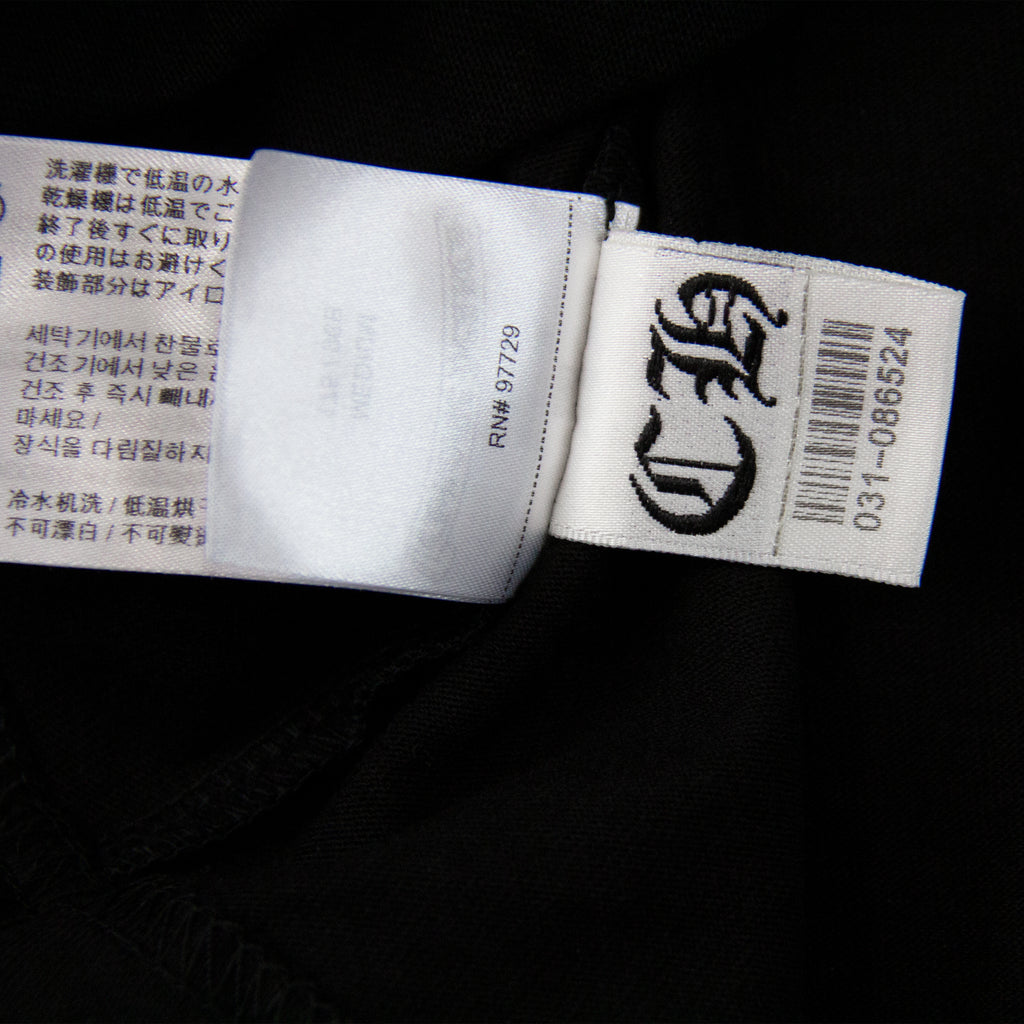 洗濯機で低温の水
乾燥機は低温でご
終了後すぐに取り
の使用はお避けく
装飾部分はアイロ
세탁기에서 찬물로
건조기에서 낮은
건조 후 즉시 빼내
마세요 /
장식을 다림질하지
冷水机洗 / 低温烘
不可漂白 / 不可熨
RN# 97729
CH
031-086524